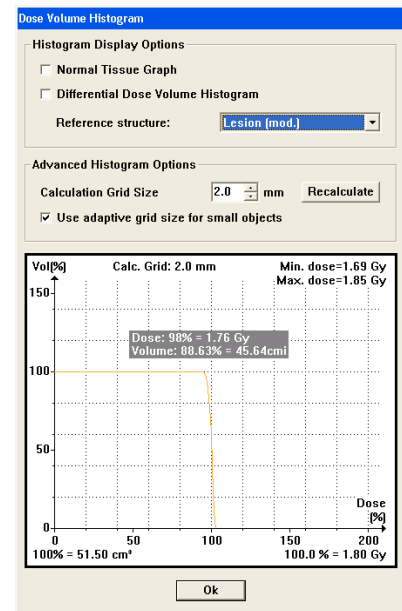 Dose Volume Histogram
Histogram Display Options
Normal Tissue Graph
Differential Dose Volume Histogram
Reference structure: Lesion (mod.)
Advanced Histogram Options
Calculation Grid Size 2.0 mm Recalculate
Use adaptive grid size for small objects
Vol(%) Calc. Grid: 2.0 mm Min. dose=1.69 Gy
Max. dose=1.85 Gy
150
Dose: 98% = 1.76 Gy
Volume: 88.63% = 45.64cmi
100
50
Dose
(%)
0
0 50 100 150 200
100% = 51.50 cm³ 100.0 % = 1.80 Gy
Ok